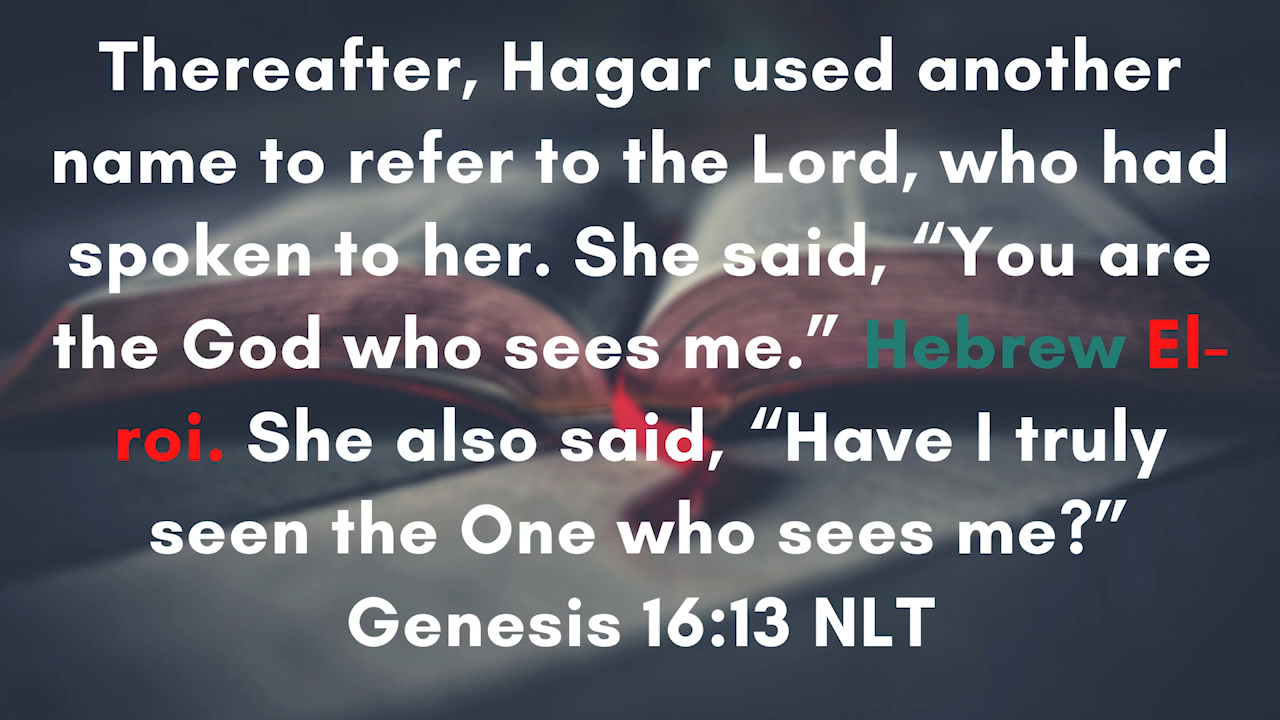 Thereafter, Hagar used another
name to refer to the Lord, who had
spoken to her. She said, “You are
the God who sees me.” Hebrew El-
roi. She also said, “Have I truly
seen the One who sees me?”
Genesis 16:13 NLT